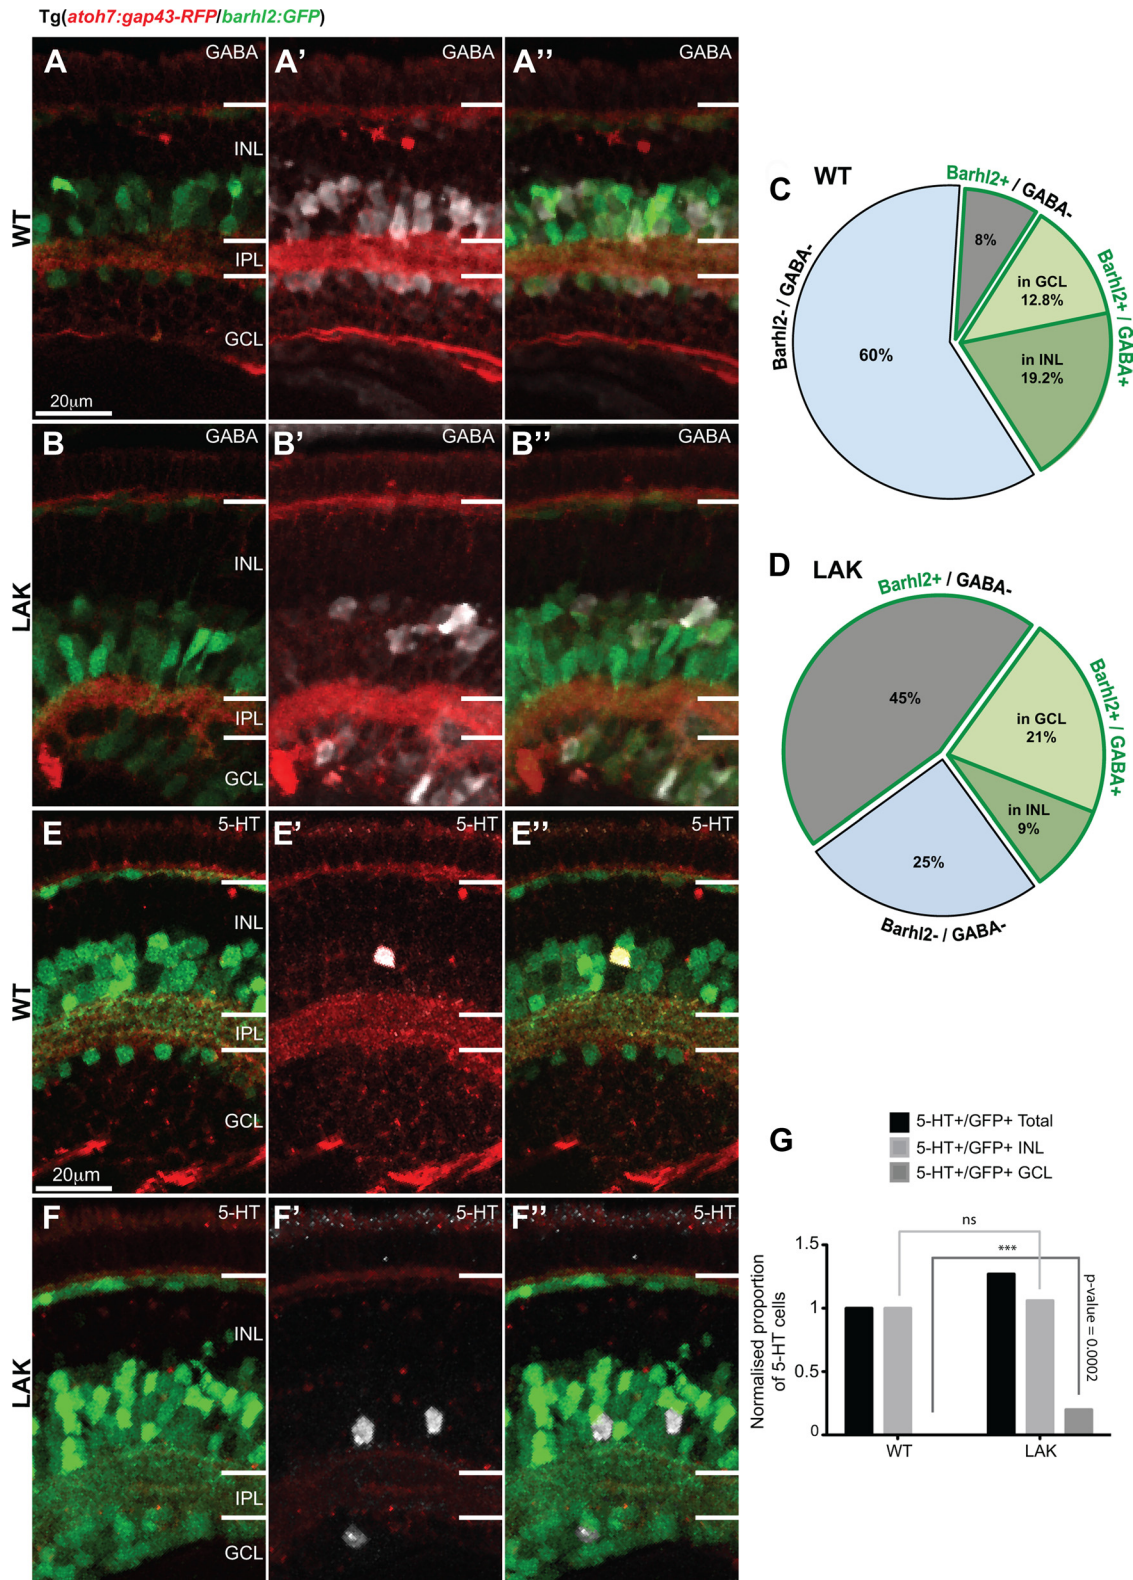 Tg(atoh7:gap43-RFP/barhl2:GFP)
A
GABA
A'
GABA
A''
GABA
INL
IPL
GCL
20µm
WT
B
GABA
B'
GABA
B''
GABA
INL
IPL
GCL
LAK
E
5-HT
E'
5-HT
E''
5-HT
INL
IPL
GCL
20µm
WT
F
5-HT
F'
5-HT
F''
5-HT
INL
IPL
GCL
LAK
C WT
Barhl2+ / GABA-
8%
in GCL
12.8%
in INL
19.2%
Barhl2+ / GABA+
60%
Barhl2- / GABA-
D LAK
Barhl2+ / GABA-
45%
in GCL
21%
in INL
9%
Barhl2+ / GABA+
25%
Barhl2- / GABA-
G
5-HT+/GFP+ Total
5-HT+/GFP+ INL
5-HT+/GFP+ GCL
ns
***
p-value = 0.0002
Normalised proportion
of 5-HT cells
1.5
1
0.5
0
WT
LAK